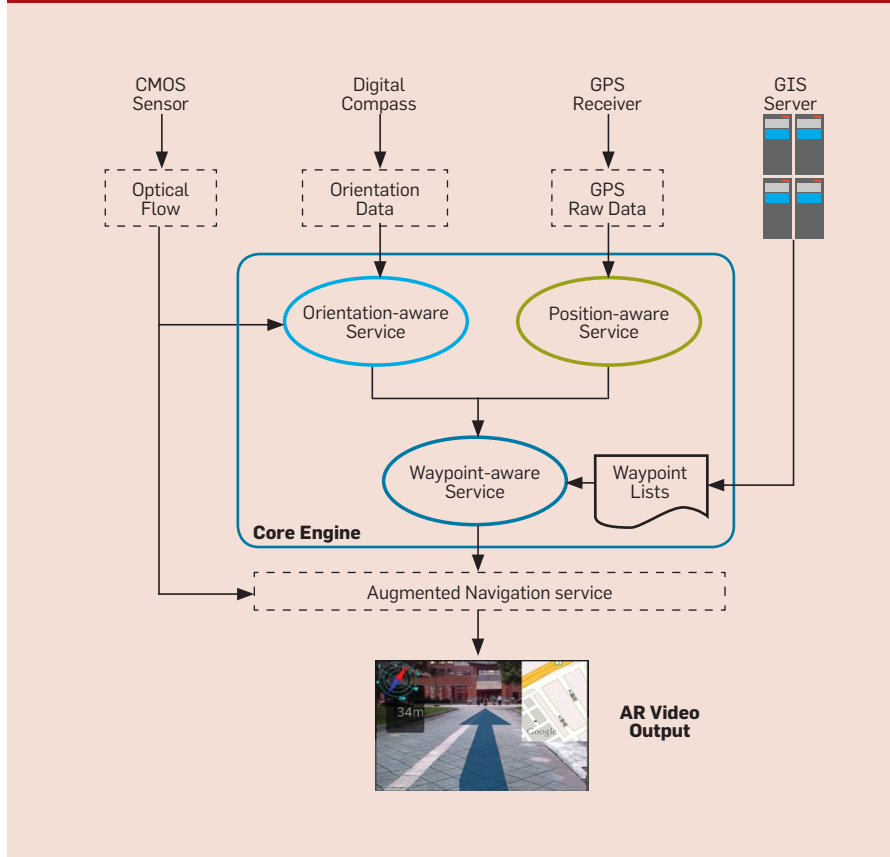 CMOS
Sensor
Digital
Compass
GPS
Receiver
GIS
Server
Optical
Flow
Orientation
Data
GPS
Raw Data
Orientation-aware
Service
Position-aware
Service
Waypoint-aware
Service
Waypoint
Lists
Core Engine
Augmented Navigation service
34m
Google
AR Video
Output